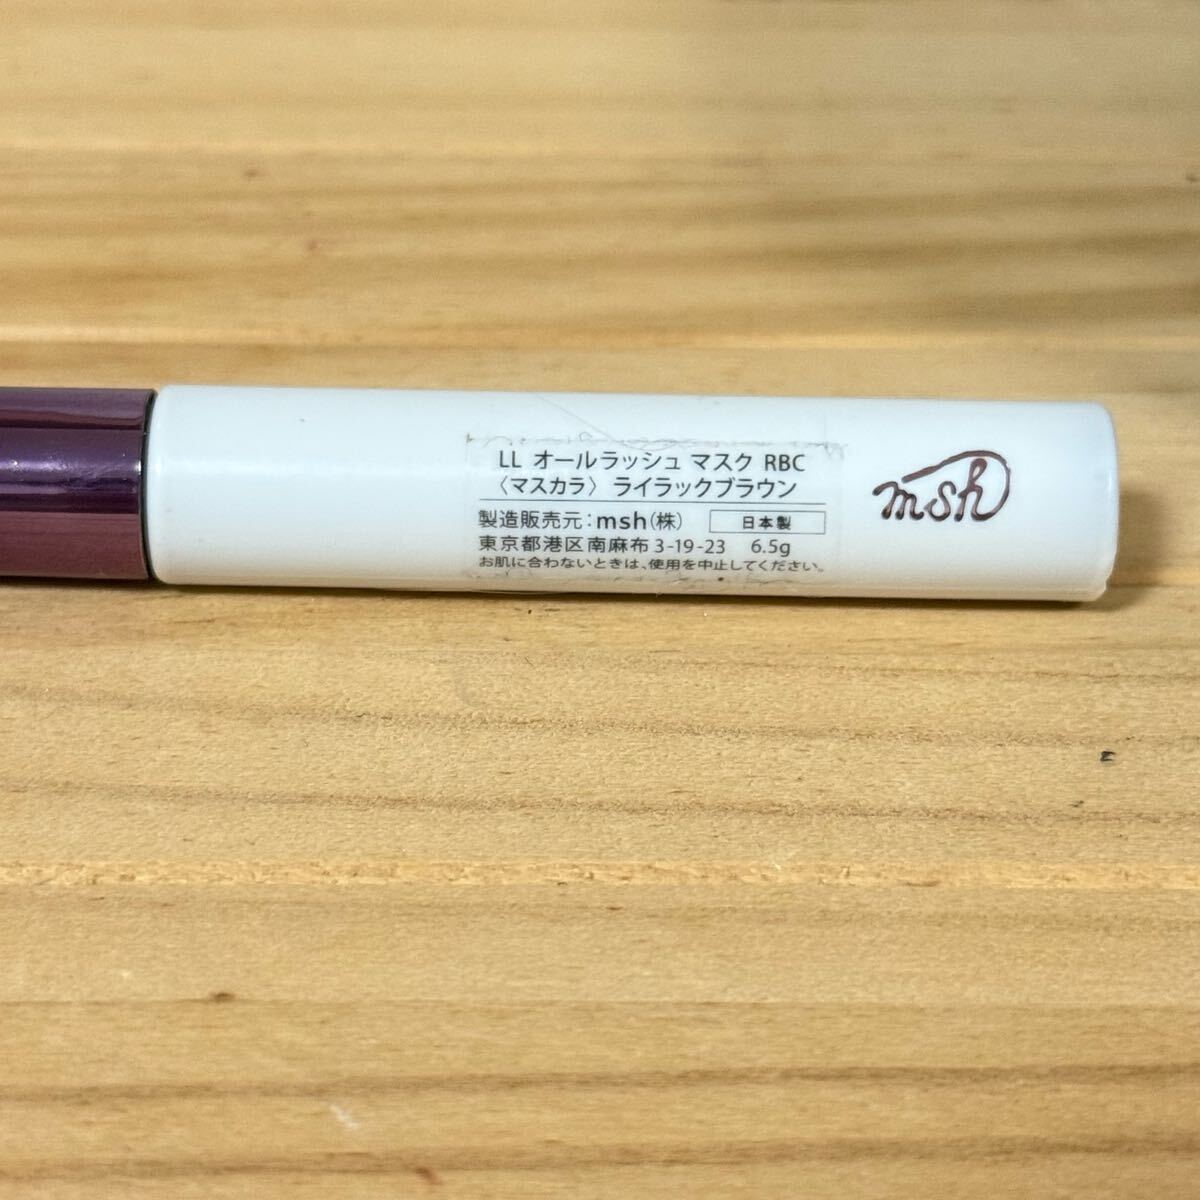 LL オールラッシュ マスク RBC
〈マスカラ〉 ライラックブラウン
製造販売元：msh（株） 日本製
東京都港区南麻布 3-19-23 6.5g
お肌に合わないときは、使用を中止してください。
msh